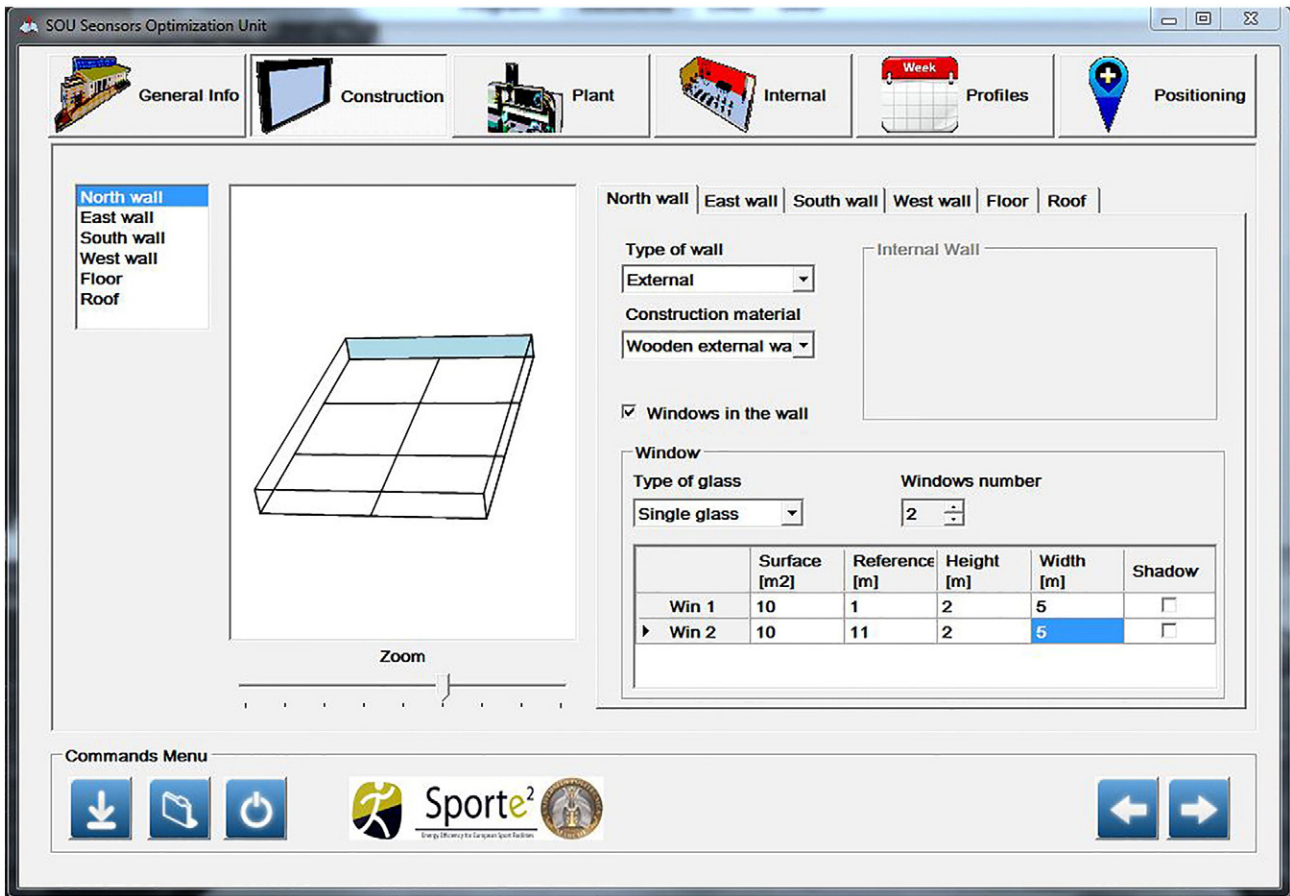 SOU Seonsors Optimization Unit
General Info
Construction
Plant
Internal
Week
Profiles
Positioning
North wall
East wall
South wall
West wall
Floor
Roof
Zoom
North wall East wall South wall West wall Floor Roof
Type of wall
External
Construction material
Wooden external wa
Internal Wall
Windows in the wall
Window
Type of glass
Single glass
Windows number
2
Surface [m2] Reference [m] Height [m] Width [m] Shadow
Win 1 10 1 2 5
Win 2 10 11 2 5
Commands Menu
Sporte2
Energy Efficiency for European Sport Facilities